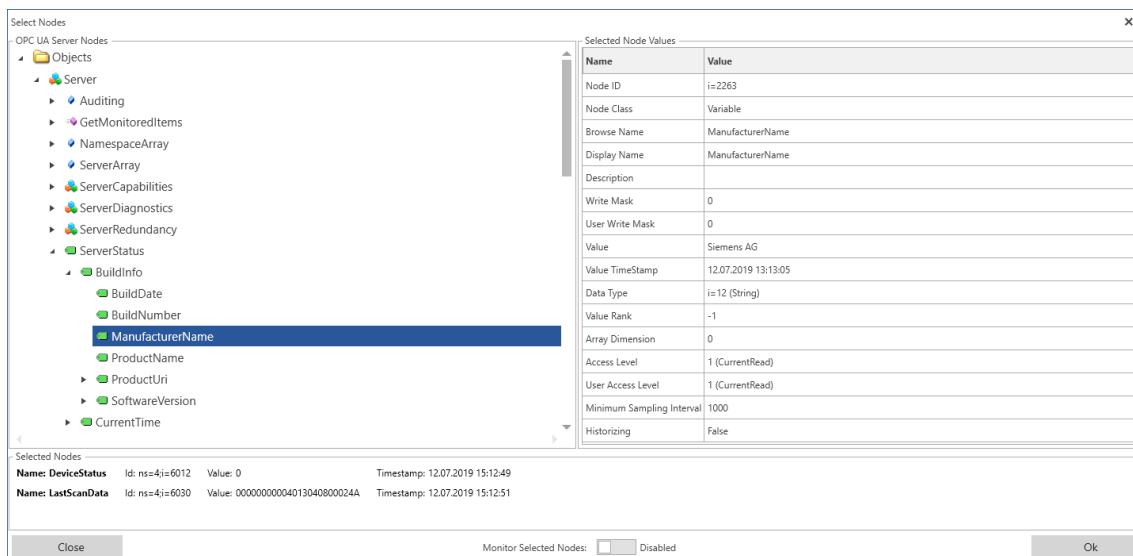 Select Nodes
OPC UA Server Nodes
Objects
Server
Auditing
GetMonitoredItems
NamespaceArray
ServerArray
ServerCapabilities
ServerDiagnostics
ServerRedundancy
ServerStatus
BuildInfo
BuildDate
BuildNumber
ManufacturerName
ProductName
ProductUri
SoftwareVersion
CurrentTime
Selected Node Values
Name Value
Node ID i=2263
Node Class Variable
Browse Name ManufacturerName
Display Name ManufacturerName
Description
Write Mask 0
User Write Mask 0
Value Siemens AG
Value TimeStamp 12.07.2019 13:13:05
Data Type i=12 (String)
Value Rank -1
Array Dimension 0
Access Level 1 (CurrentRead)
User Access Level 1 (CurrentRead)
Minimum Sampling Interval 1000
Historizing False
Selected Nodes
Name: DeviceStatus Id: ns=4;i=6012 Value: 0 Timestamp: 12.07.2019 15:12:49
Name: LastScanData Id: ns=4;i=6030 Value: 00000000004013040800024A Timestamp: 12.07.2019 15:12:51
Close Monitor Selected Nodes: Disabled Ok